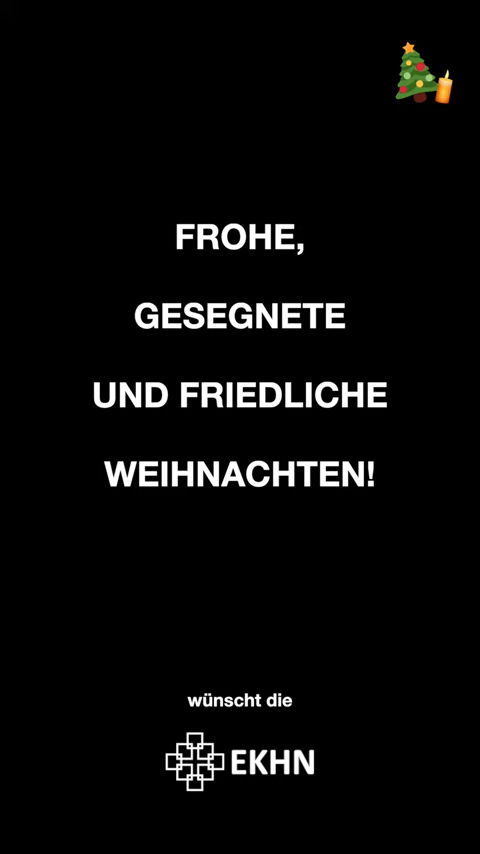 FROHE,
GESEGNETE
UND FRIEDLICHE
WEIHNACHTEN!
wünscht die
EKHN